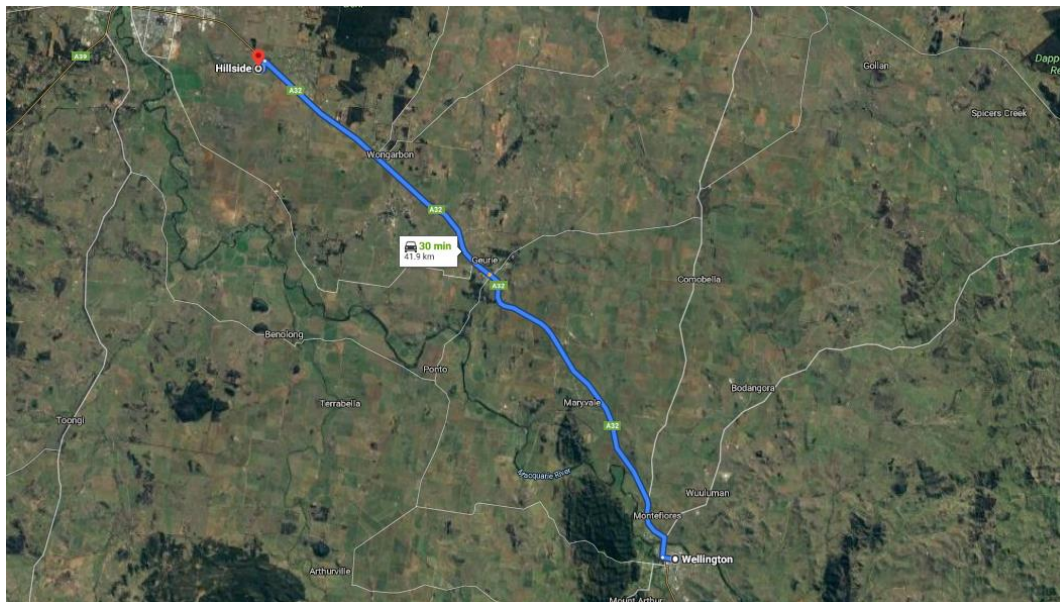 A39
Hillside
A32
Gollan
Spicers Creek
Wongarbon
A32
30 min
41.9 km
Geurie
A32
Comobella
Benolong
Ponto
Bodangora
Terrabella
Maryvale
Toongi
A32
Macquarie River
Wuuluman
Montefiores
Wellington
Arthurville
Mount Arthur